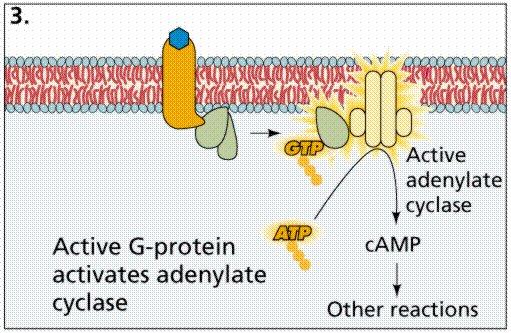 3.
GTP
Active
adenylate
cyclase
ATP
cAMP
Active G-protein
activates adenylate
cyclase
Other reactions